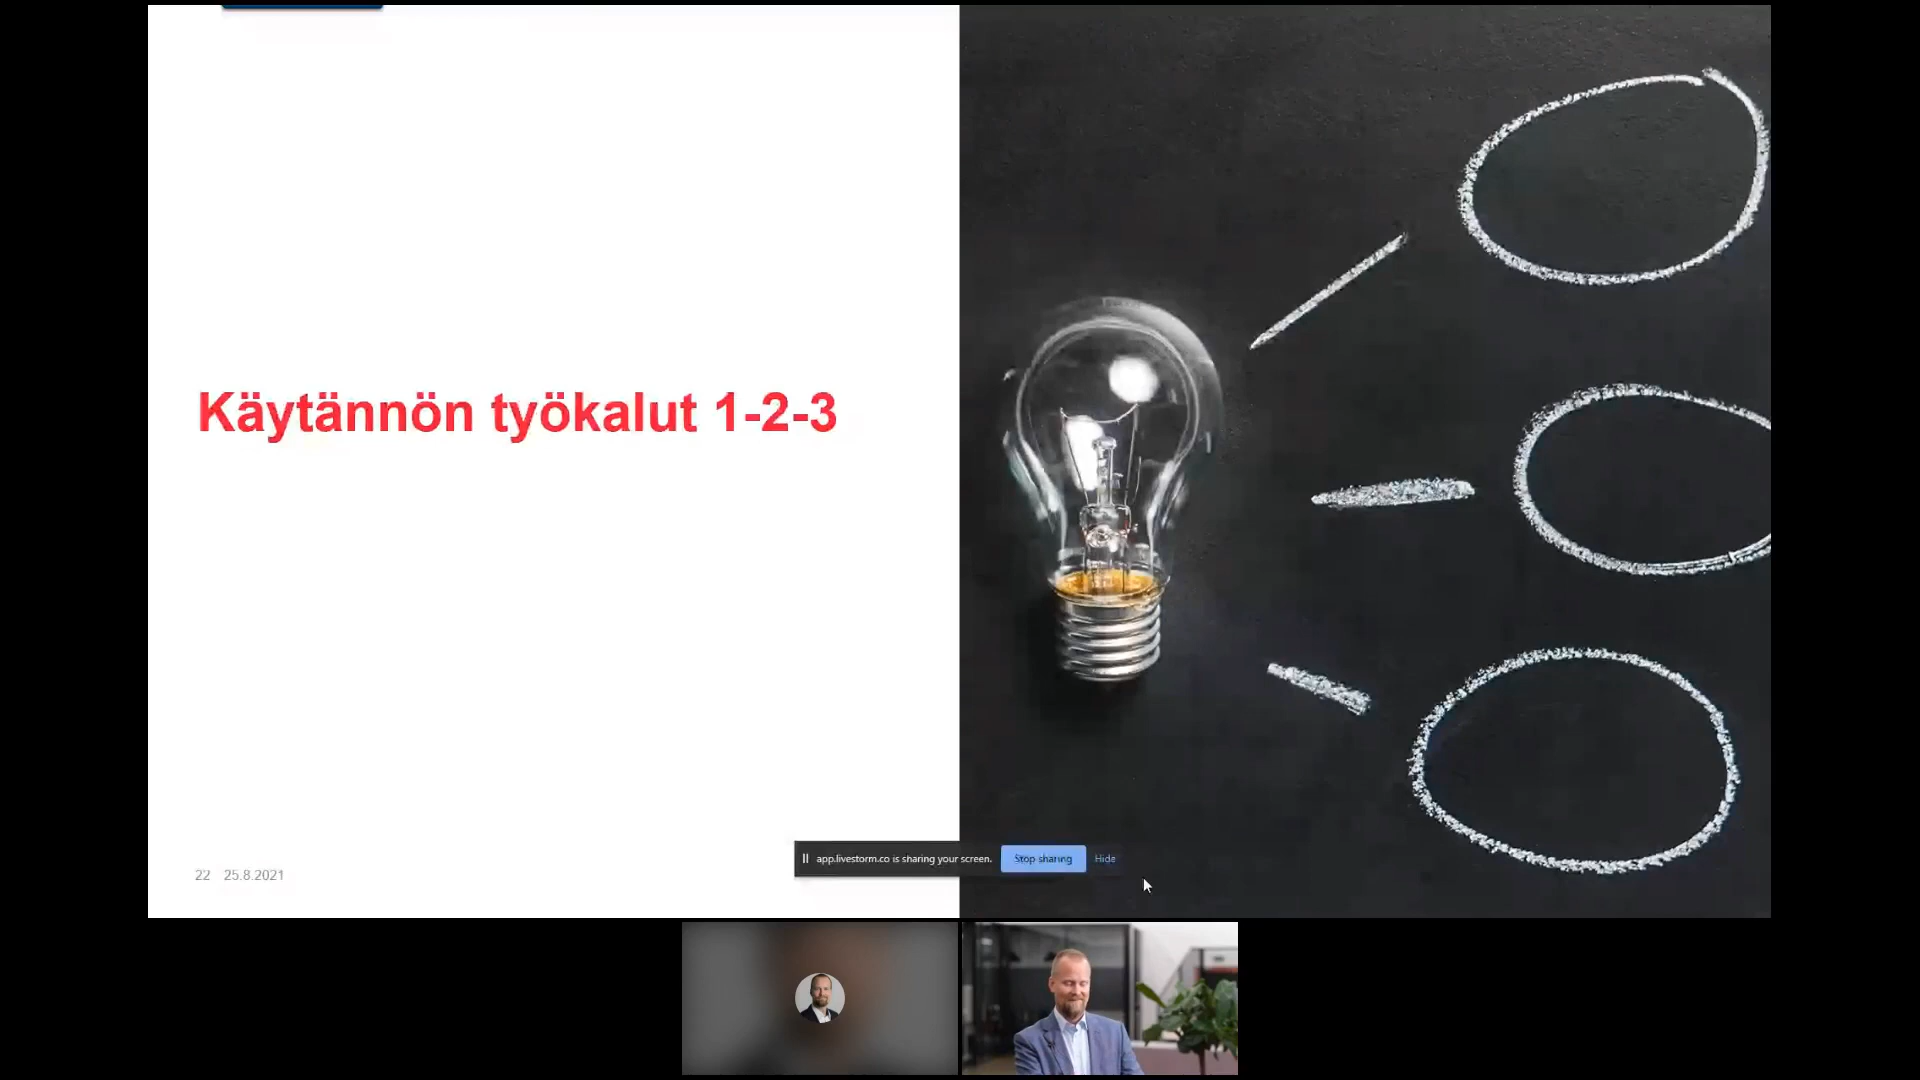 Käytännön työkalut 1-2-3
app.livestorm.co is sharing your screen. Stop sharing Hide
22 25.8.2021